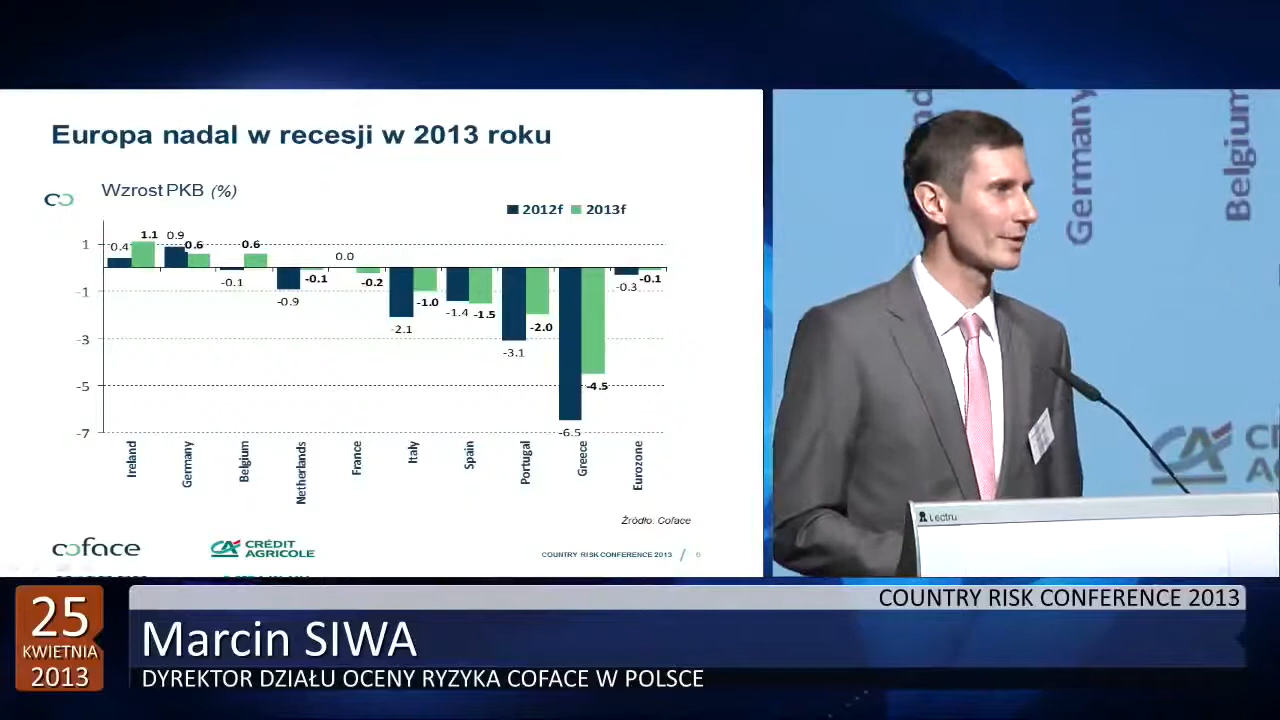 Europa nadal w recesji w 2013 roku
Wzrost PKB (%)
2012f 2013f
1
-1
-3
-5
-7
0.4 1.1 0.9 0.6 -0.1 0.6 -0.9 -0.1 0.0 -0.2 -2.1 -1.0 -1.4 -1.5 -3.1 -2.0 -6.5 -4.5 -0.3 -0.1
Ireland
Germany
Belgium
Netherlands
France
Italy
Spain
Portugal
Greece
Eurozone
Źródło. Coface
coface
CRÉDIT
AGRICOLE
COUNTRY RISK CONFERENCE 2013 / 6
Germany
Belgium
CA
Lectru
COUNTRY RISK CONFERENCE 2013
25
KWIETNIA
2013
Marcin SIWA
DYREKTOR DZIAŁU OCENY RYZYKA COFACE W POLSCE